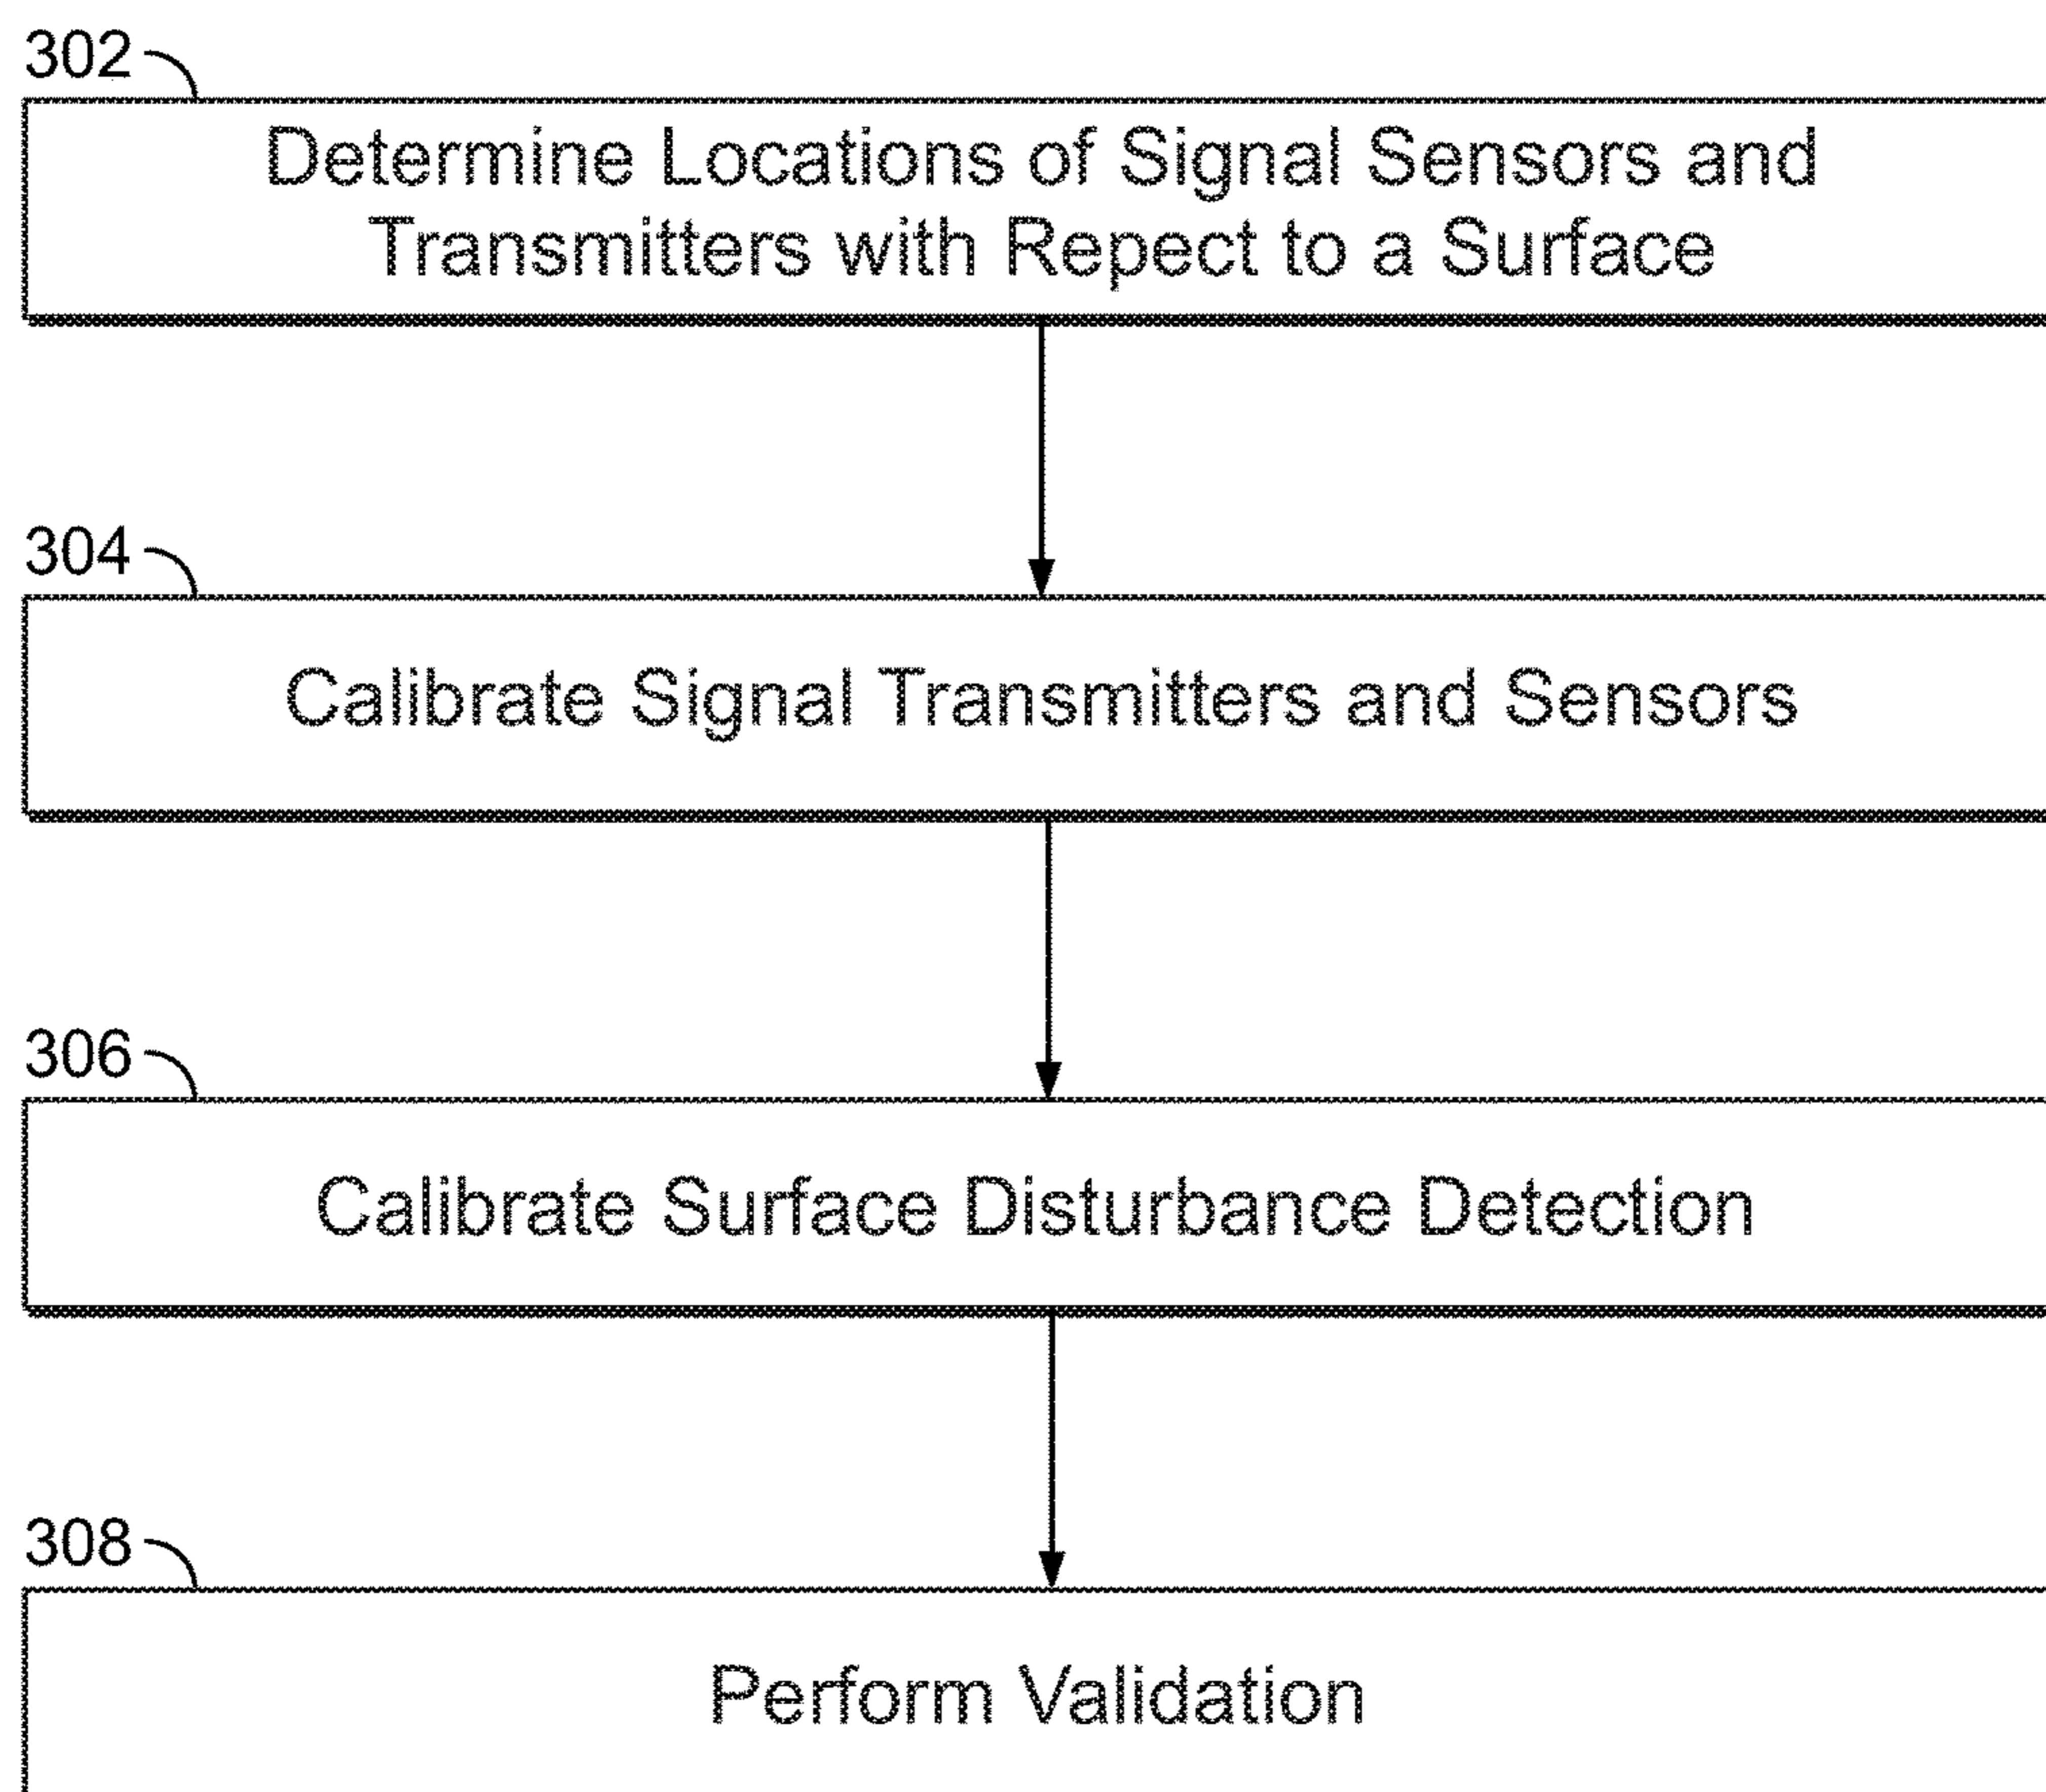 302
Determine Locations of Signal Sensors and
Transmitters with Repect to a Surface
304
Calibrate Signal Transmitters and Sensors
306
Calibrate Surface Disturbance Detection
308
Perform Validation